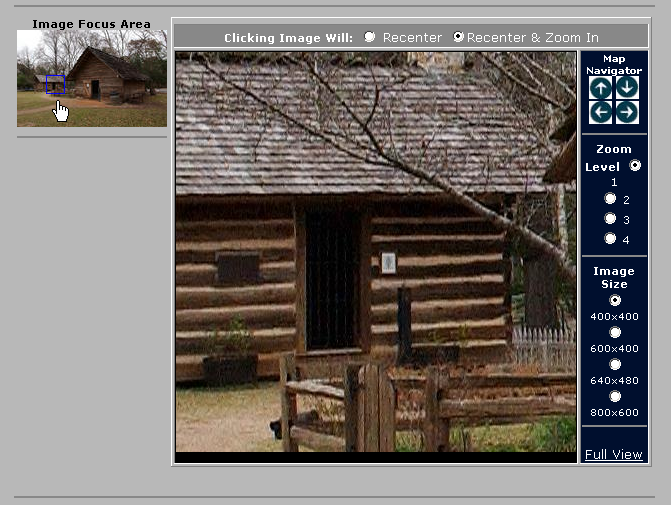 Image Focus Area
Clicking Image Will: Recenter Recenter & Zoom In
Map
Navigator
Zoom
Level
1
2
3
4
Image
Size
400x400
600x400
640x480
800x600
Full View